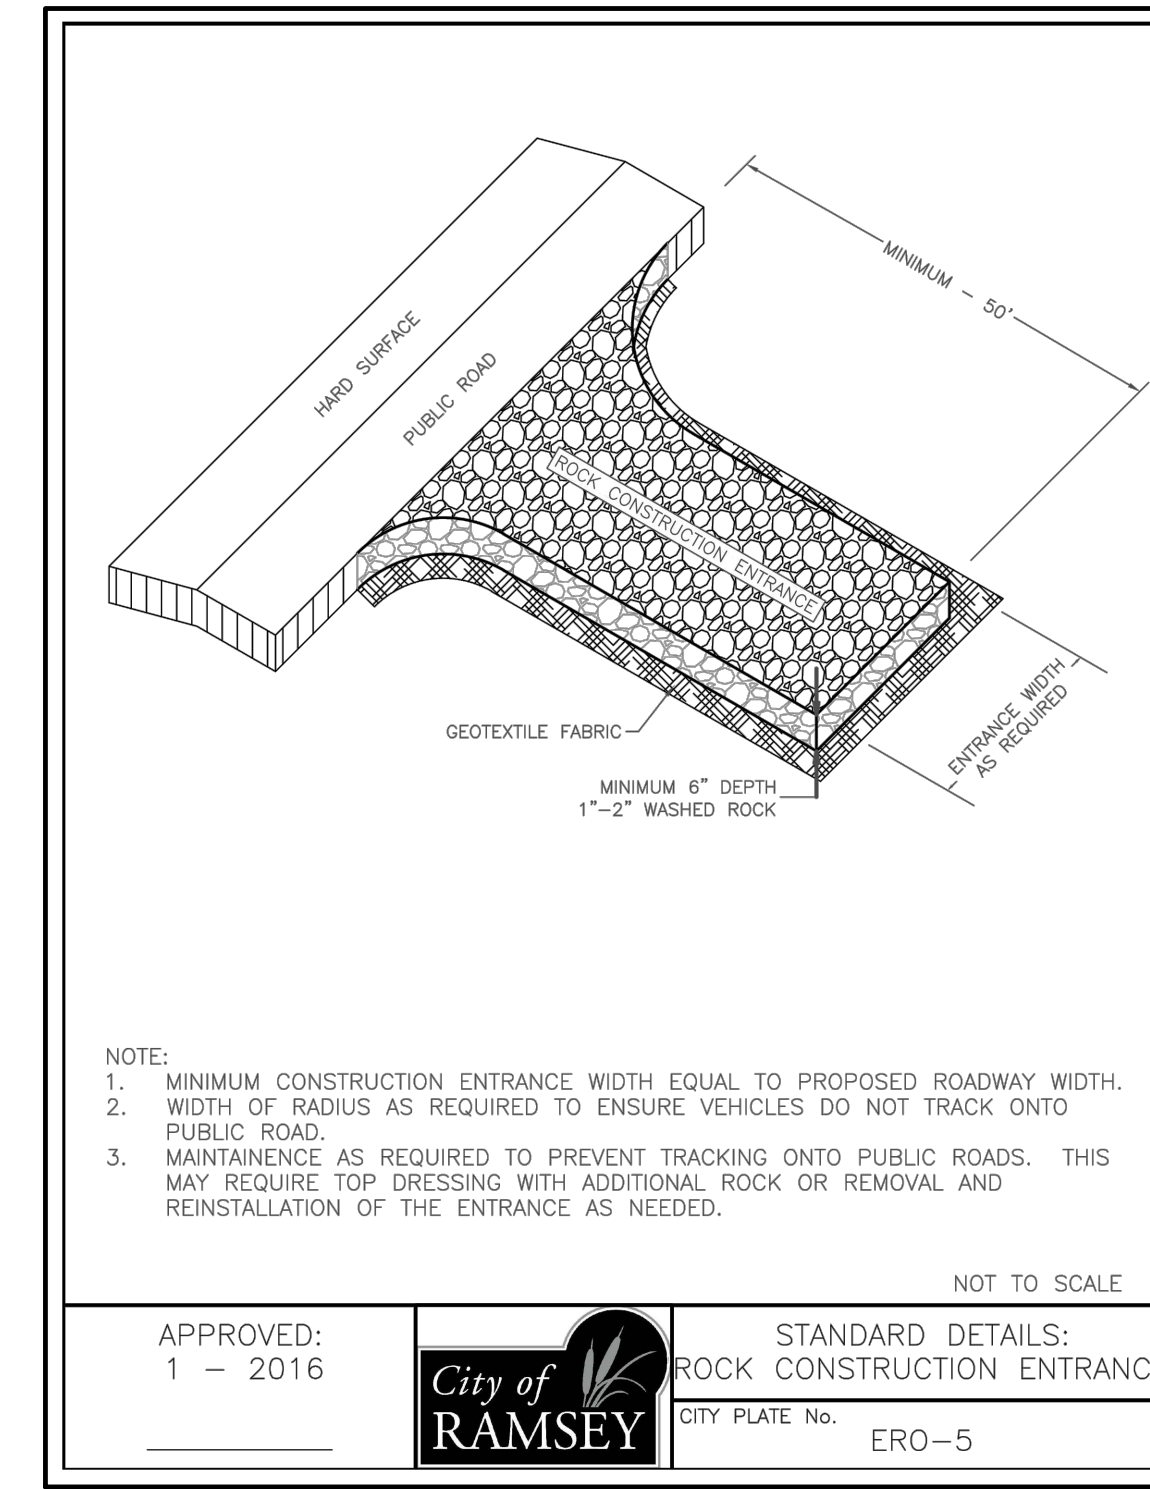 MINIMUM - 50'
HARD SURFACE
PUBLIC ROAD
ROCK CONSTRUCTION ENTRANCE
GEOTEXTILE FABRIC
ENTRANCE WIDTH
AS REQUIRED
MINIMUM 6" DEPTH
1"-2" WASHED ROCK
NOTE:
1. MINIMUM CONSTRUCTION ENTRANCE WIDTH EQUAL TO PROPOSED ROADWAY WIDTH.
2. WIDTH OF RADIUS AS REQUIRED TO ENSURE VEHICLES DO NOT TRACK ONTO
PUBLIC ROAD.
3. MAINTAINENCE AS REQUIRED TO PREVENT TRACKING ONTO PUBLIC ROADS. THIS
MAY REQUIRE TOP DRESSING WITH ADDITIONAL ROCK OR REMOVAL AND
REINSTALLATION OF THE ENTRANCE AS NEEDED.
NOT TO SCALE
APPROVED:
1 - 2016
City of
RAMSEY
STANDARD DETAILS:
ROCK CONSTRUCTION ENTRANC
CITY PLATE No.
ERO-5